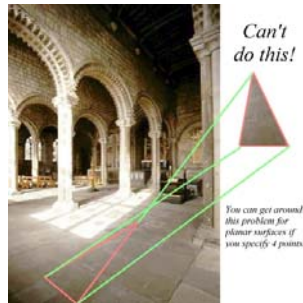 Can't
do this!
You can get around
this problem for
planar surfaces if
you specify 4 points